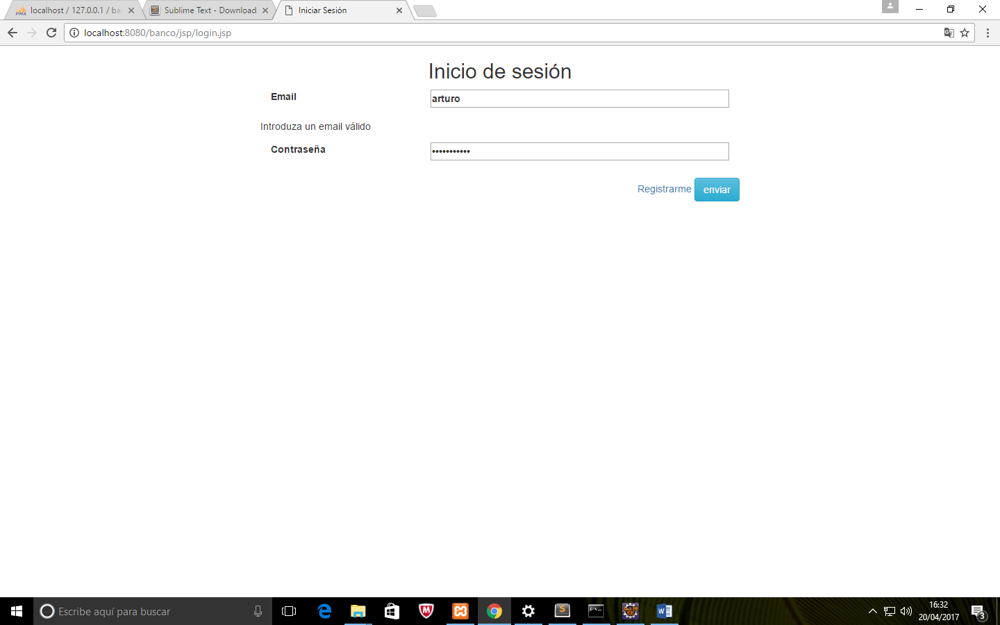 localhost / 127.0.0.1 / ba
Sublime Text - Download
Iniciar Sesión
localhost:8080/banco/jsp/login.jsp
Inicio de sesión
Email
arturo
Introduza un email válido
Contraseña
•••••••••••
Registrarme
enviar
Escribe aquí para buscar
16:32
20/04/2017
3